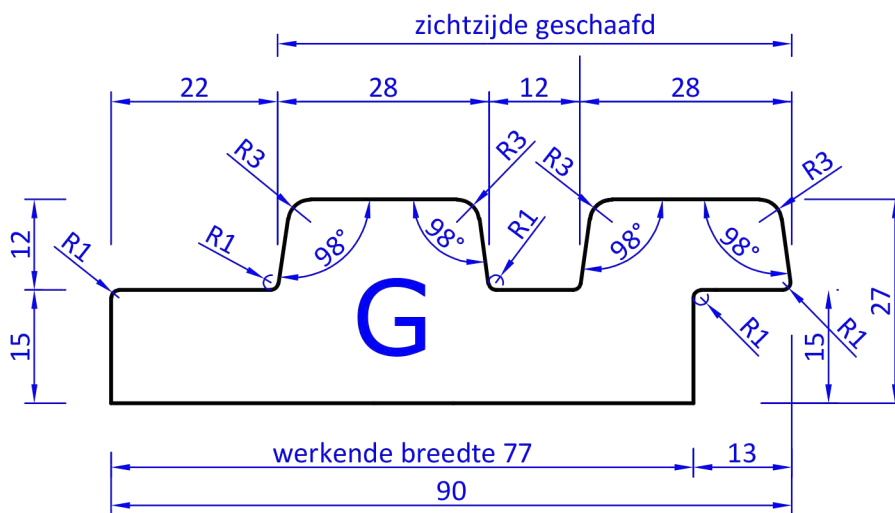 zichtzijde geschaafd
22
28
12
28
R3
R3
R3
R3
12
R1
R1
98°
98°
R1
98°
98°
27
G
15
R1
15
R1
werkende breedte 77
13
90